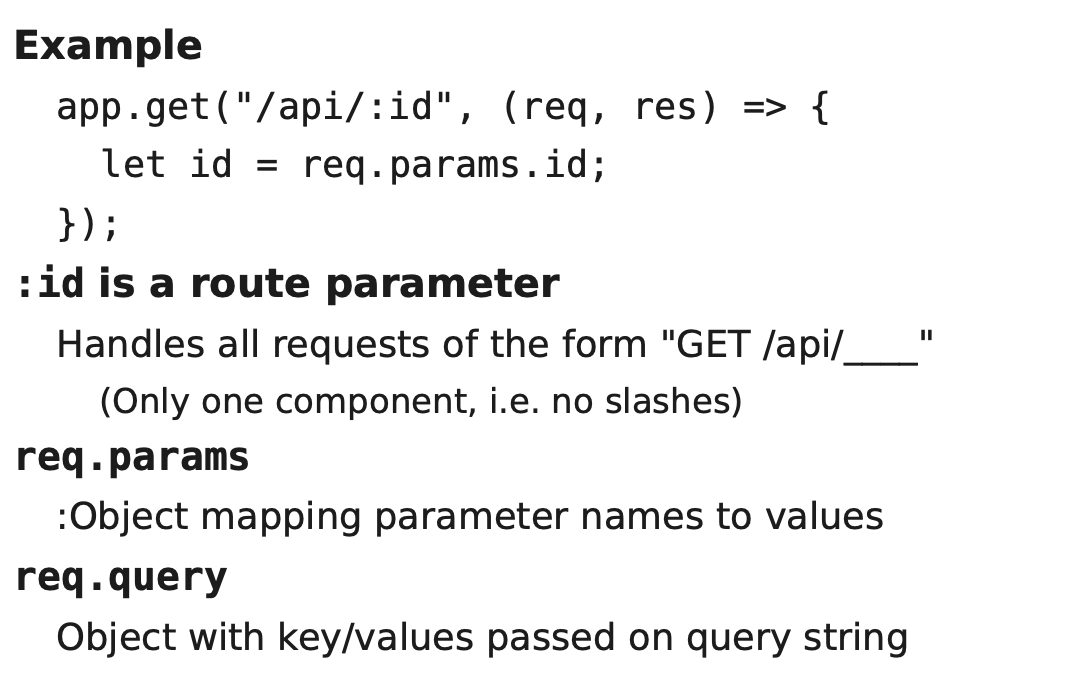 Example
app.get("/api/:id", (req, res) => {
let id = req.params.id;
});
:id is a route parameter
Handles all requests of the form "GET /api/____"
(Only one component, i.e. no slashes)
req.params
:Object mapping parameter names to values
req.query
Object with key/values passed on query string